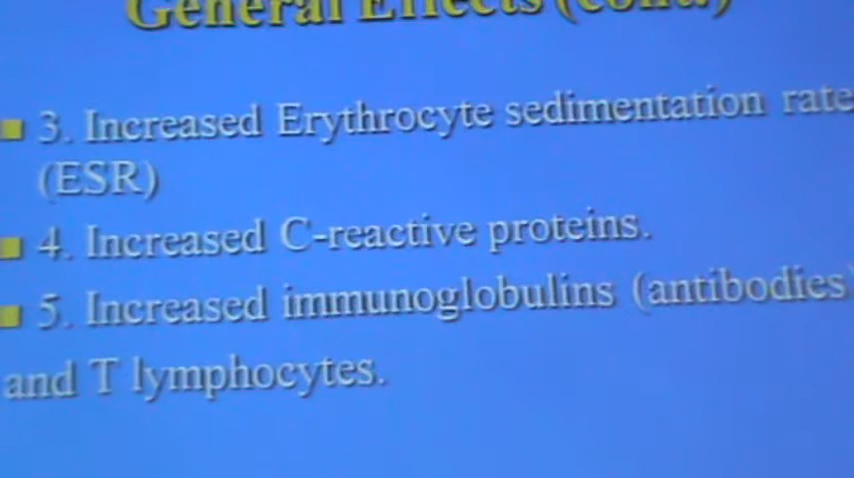 General Effects (cont.)
3. Increased Erythrocyte sedimentation rate
(ESR)
4. Increased C-reactive proteins.
5. Increased immunoglobulins (antibodies)
and T lymphocytes.